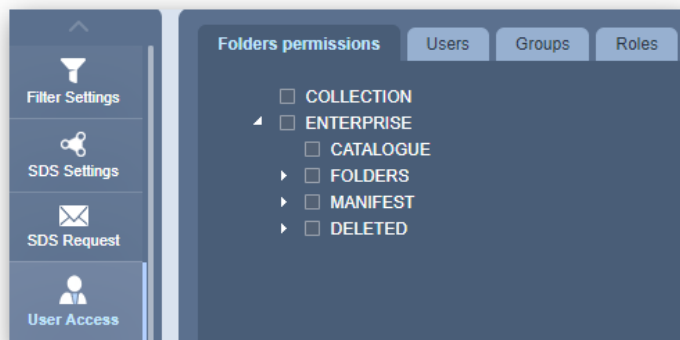 Filter Settings
SDS Settings
SDS Request
User Access
Folders permissions
Users
Groups
Roles
COLLECTION
ENTERPRISE
CATALOGUE
FOLDERS
MANIFEST
DELETED